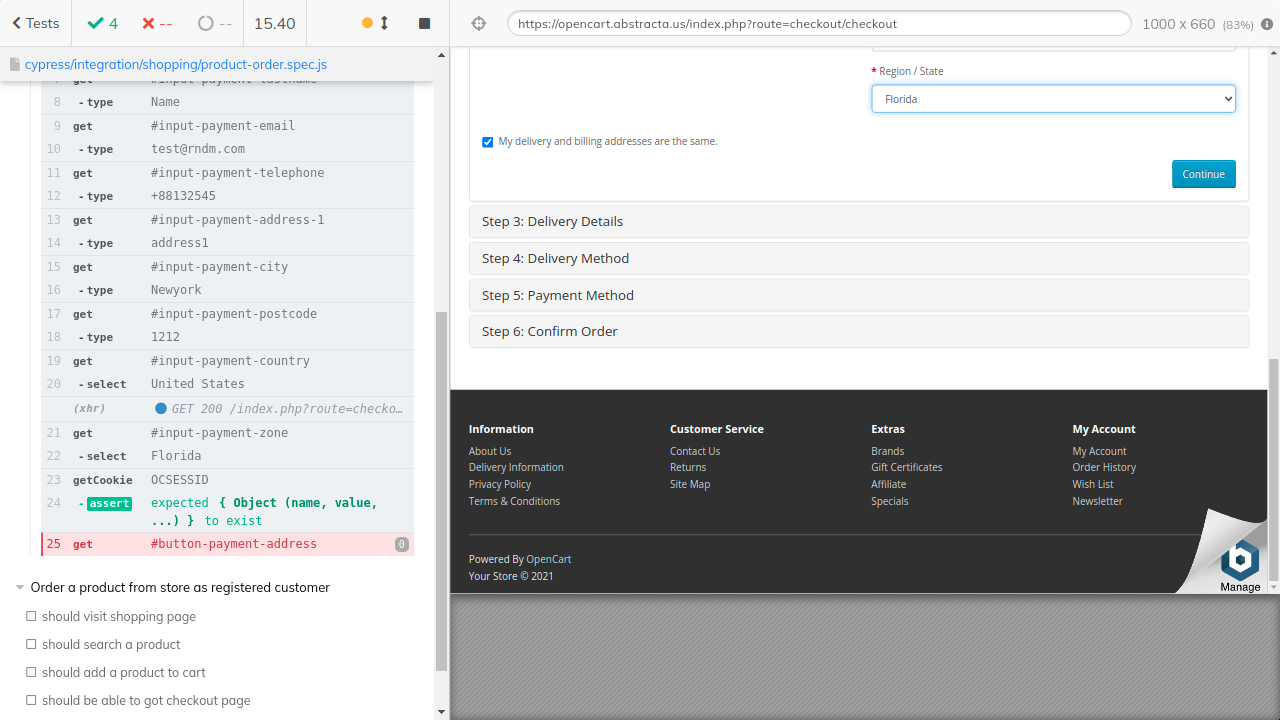 Tests
4
--
--
15.40
https://opencart.abstracta.us/index.php?route=checkout/checkout
1000 x 660 (83%)
cypress/integration/shopping/product-order.spec.js
7 get #input-payment-lastname
8 - type Name
9 get #input-payment-email
10 - type test@rndm.com
11 get #input-payment-telephone
12 - type +88132545
13 get #input-payment-address-1
14 - type address1
15 get #input-payment-city
16 - type Newyork
17 get #input-payment-postcode
18 - type 1212
19 get #input-payment-country
20 - select United States
(xhr) GET 200 /index.php?route=checko…
21 get #input-payment-zone
22 - select Florida
23 getCookie OCSESSID
24 - assert expected { Object (name, value,
...) } to exist
25 get #button-payment-address 0
Order a product from store as registered customer
should visit shopping page
should search a product
should add a product to cart
should be able to got checkout page
* Region / State
Florida
My delivery and billing addresses are the same.
Continue
Step 3: Delivery Details
Step 4: Delivery Method
Step 5: Payment Method
Step 6: Confirm Order
Information
About Us
Delivery Information
Privacy Policy
Terms & Conditions
Customer Service
Contact Us
Returns
Site Map
Extras
Brands
Gift Certificates
Affiliate
Specials
My Account
My Account
Order History
Wish List
Newsletter
Powered By OpenCart
Your Store © 2021
Manage